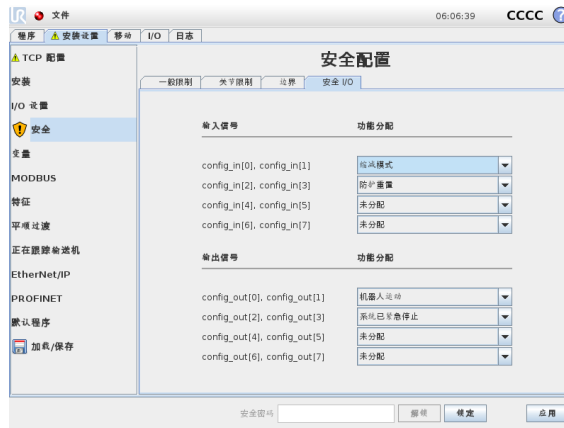 UR 文件 06:06:39 CCCC ?
程序 安装设置 移动 I/O 日志
TCP 配置
安装
I/O 设置
安全
变量
MODBUS
特征
平顺过渡
正在跟踪输送机
EtherNet/IP
PROFINET
默认程序
加载/保存
安全配置
一般限制 关节限制 边界 安全 I/O
输入信号 功能分配
config_in[0], config_in[1] 缩减模式
config_in[2], config_in[3] 防护重置
config_in[4], config_in[5] 未分配
config_in[6], config_in[7] 未分配
输出信号 功能分配
config_out[0], config_out[1] 机器人运动
config_out[2], config_out[3] 系统已紧急停止
config_out[4], config_out[5] 未分配
config_out[6], config_out[7] 未分配
安全密码 解锁 锁定 应用